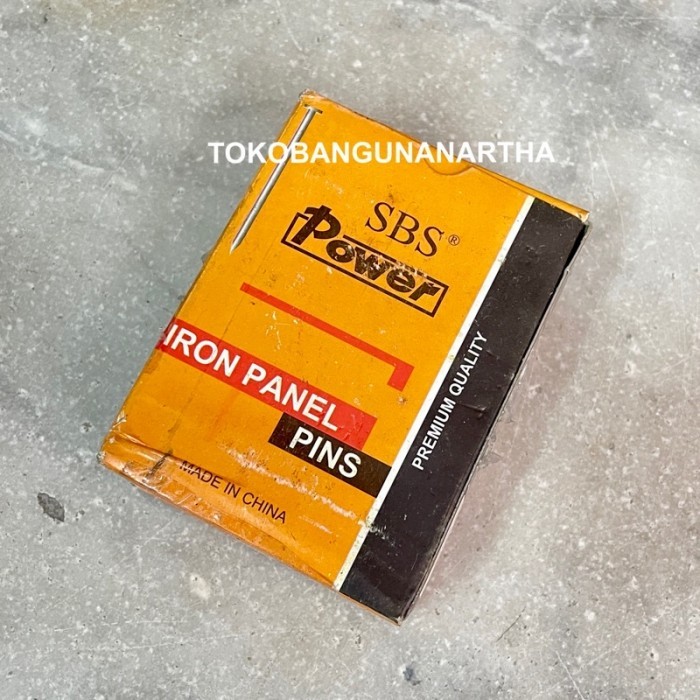 TOKOBANGUNANARTHA
SBS®
Power
IRON PANEL
PINS
PREMIUM QUALITY
MADE IN CHINA